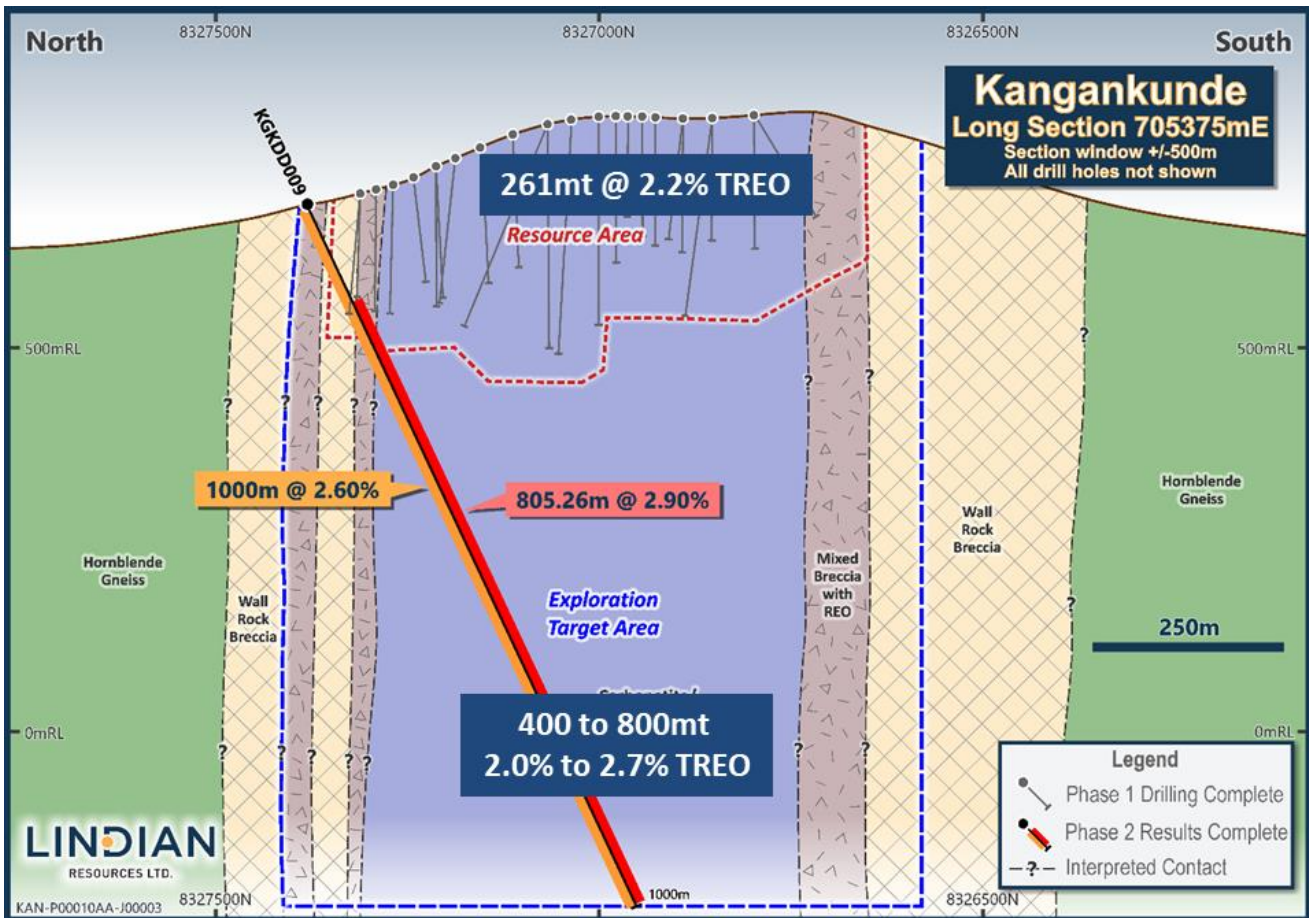 North
8327500N
8327000N
8326500N
South
Kangankunde
Long Section 705375mE
Section window +/-500m
All drill holes not shown
KGKDD009
261mt @ 2.2% TREO
Resource Area
500mRL
500mRL
?
?
?
?
?
?
?
?
1000m @ 2.60%
805.26m @ 2.90%
Hornblende
Gneiss
Wall
Rock
Breccia
Hornblende
Gneiss
Wall
Rock
Breccia
Mixed
Breccia
with
REO
Exploration
Target Area
?
250m
400 to 800mt
2.0% to 2.7% TREO
0mRL
0mRL
?
?
?
?
?
?
?
Legend
Phase 1 Drilling Complete
Phase 2 Results Complete
-?- Interpreted Contact
LINDIAN
RESOURCES LTD.
1000m
8327500N
8326500N
KAN-P00010AA-J00003